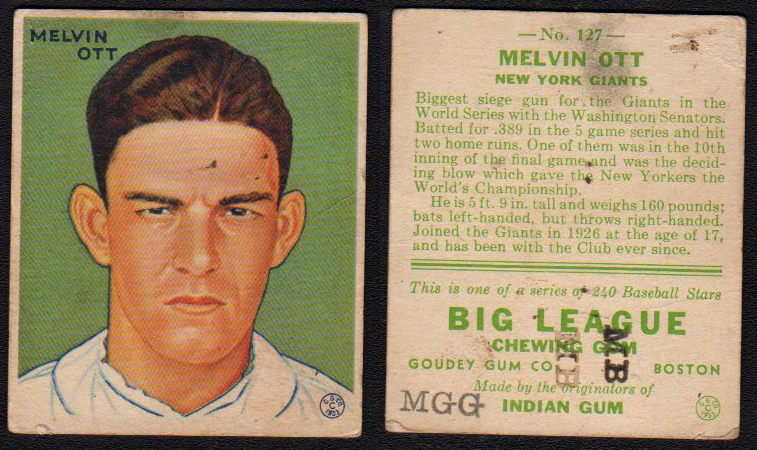 MELVIN
OTT
— No. 127 —
MELVIN OTT
NEW YORK GIANTS
Biggest siege gun for the Giants in the
World Series with the Washington Senators.
Batted for .389 in the 5 game series and hit
two home runs. One of them was in the 10th
inning of the final game and was the decid-
ing blow which gave the New Yorkers the
World's Championship.
He is 5 ft. 9 in. tall and weighs 160 pounds;
bats left-handed, but throws right-handed.
Joined the Giants in 1926 at the age of 17,
and has been with the Club ever since.
This is one of a series of 240 Baseball Stars
BIG LEAGUE
CHEWING GUM
GOUDEY GUM CO BOSTON
Made by the originators of
INDIAN GUM
MGG
MB
MB